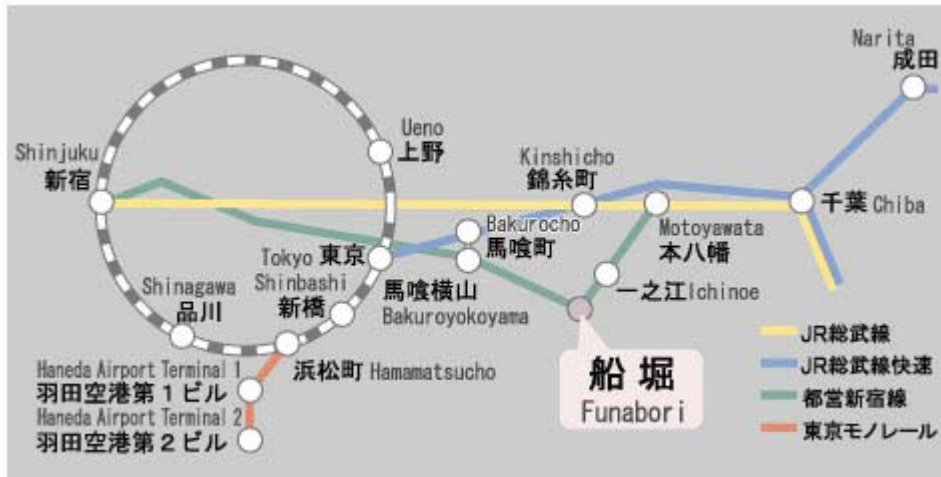 Narita
成田
Ueno
上野
Shinjuku
新宿
Kinshicho
錦糸町
千葉 Chiba
Bakurocho
馬喰町
Motoyawata
本八幡
Tokyo 東京
Shinbashi
新橋
馬喰横山
Bakuroyokoyama
一之江 Ichinoe
Shinagawa
品川
浜松町 Hamamatsucho
Haneda Airport Terminal 1
羽田空港第1ビル
Haneda Airport Terminal 2
羽田空港第2ビル
船堀
Funabori
JR総武線
JR総武線快速
都営新宿線
東京モノレール